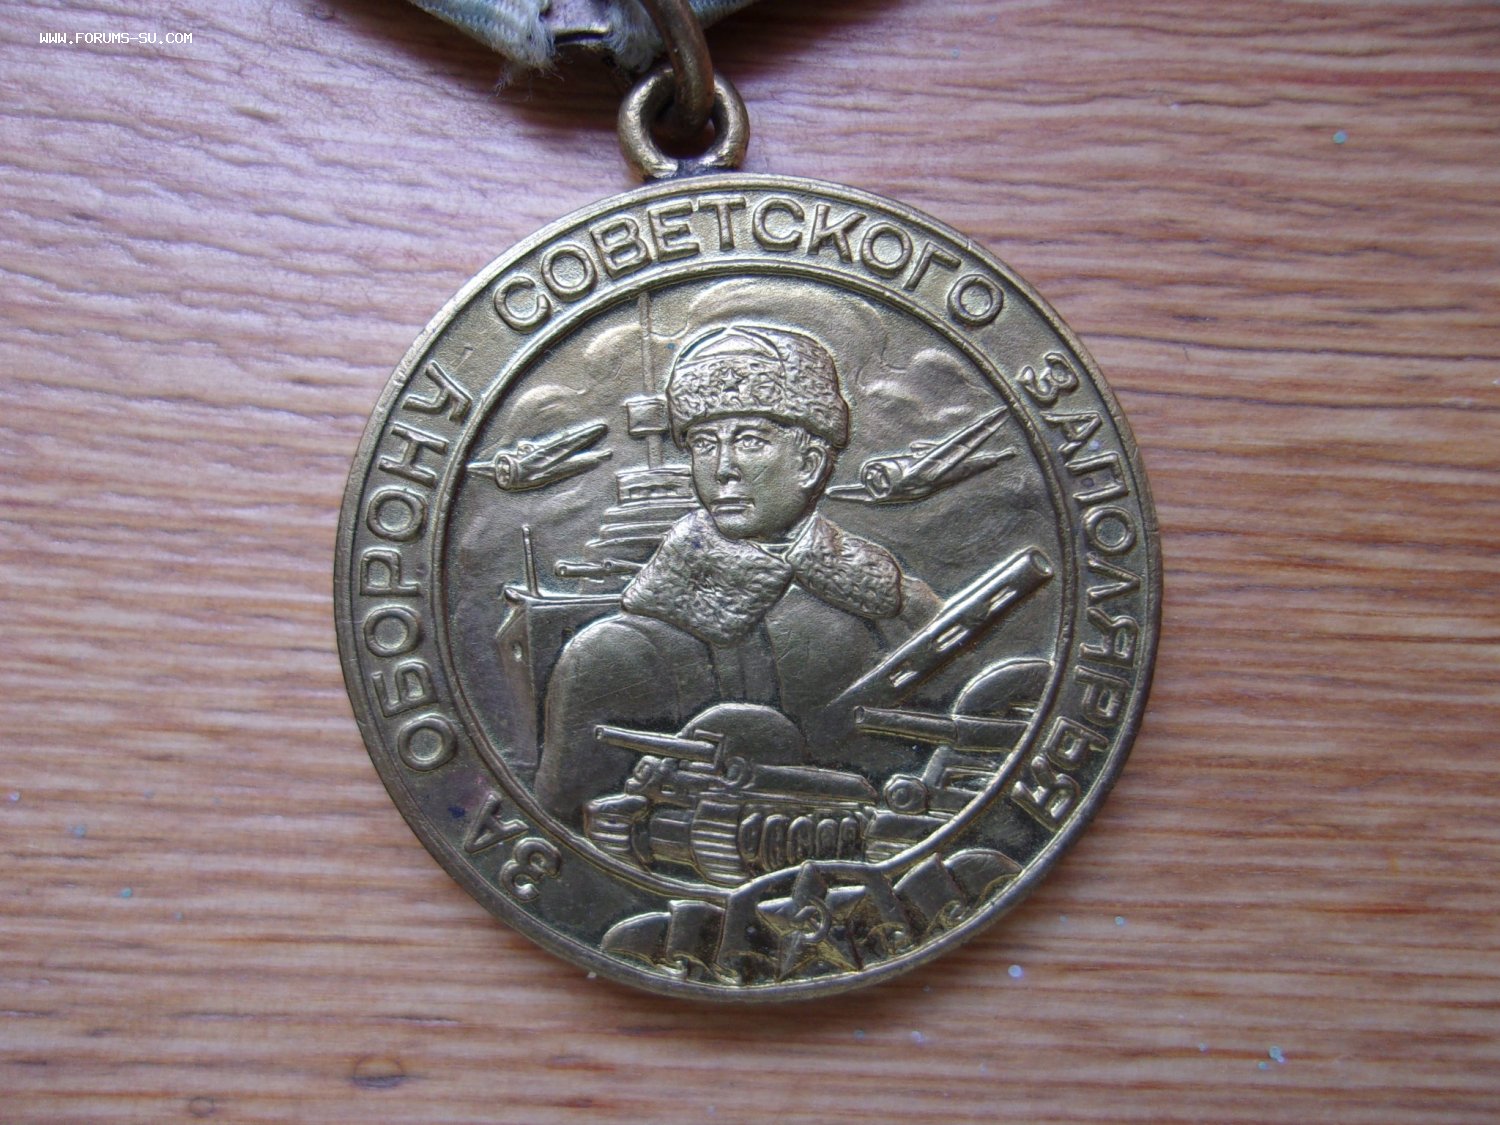 WWW.FORUMS-SU.COM
ЗА ОБОРОНУ СОВЕТСКОГО ЗАПОЛЯРЬЯ